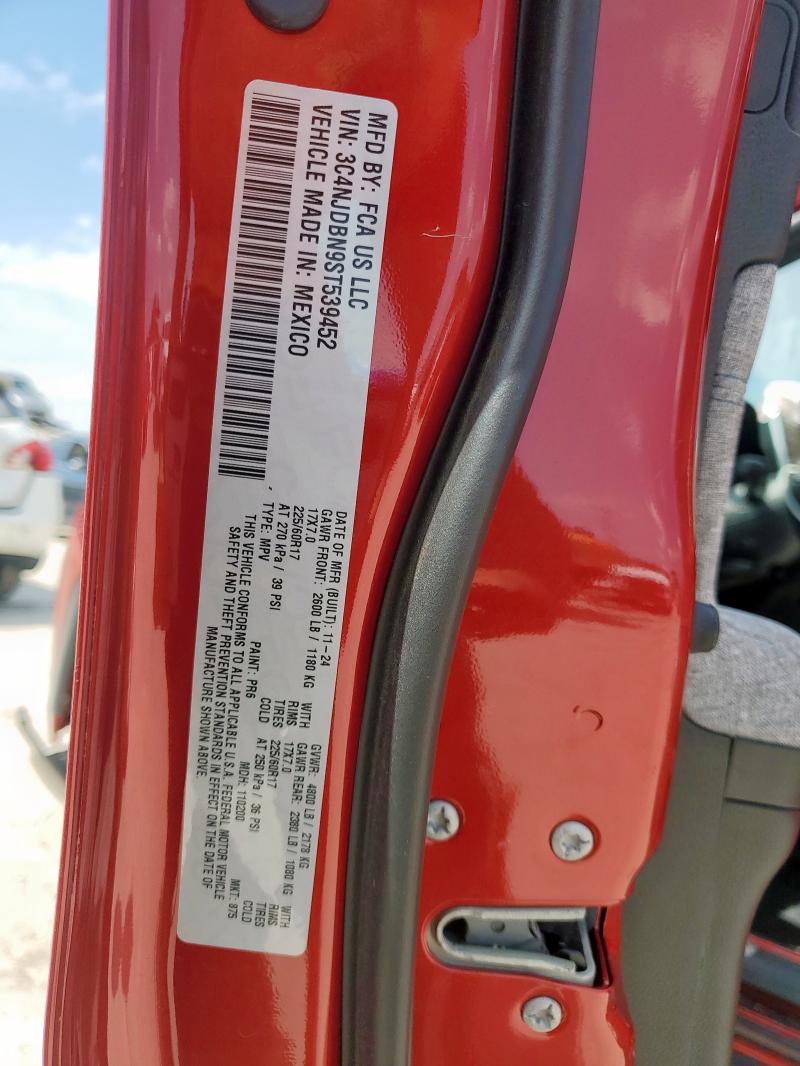 MFD BY: FCA US LLC
VIN: 3C4NJDBN9ST539452
VEHICLE MADE IN: MEXICO
DATE OF MFR (BUILT): 11-24 GVWR: 4800 LB / 2178 KG
GAWR FRONT: 2600 LB / 1180 KG WITH GAWR REAR: 2380 LB / 1080 KG WITH
17X7.0 RIMS 17X7.0 RIMS
225/60R17 TIRES 225/60R17 TIRES
AT 270 kPa / 39 PSI COLD AT 250 kPa / 36 PSI COLD
TYPE: MPV PAINT: PR6 MDH: 110200 MKT: 875
THIS VEHICLE CONFORMS TO ALL APPLICABLE U.S.A. FEDERAL MOTOR VEHICLE
SAFETY AND THEFT PREVENTION STANDARDS IN EFFECT ON THE DATE OF
MANUFACTURE SHOWN ABOVE.